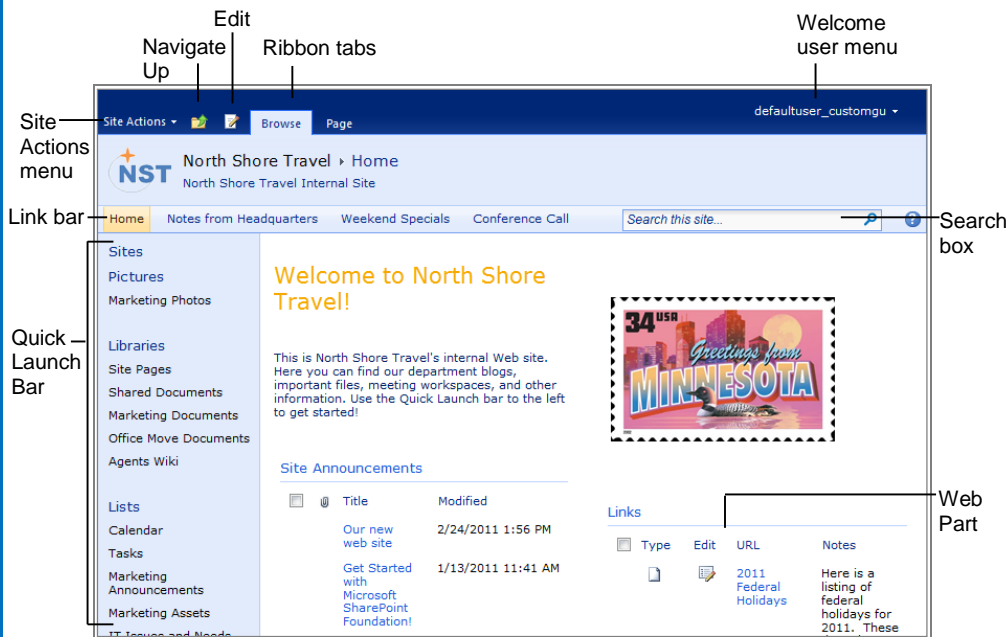 Edit
Navigate Up
Ribbon tabs
Welcome user menu
Site Actions menu
Site Actions
Browse
Page
defaultuser_customgu
NST
North Shore Travel › Home
North Shore Travel Internal Site
Link bar
Home
Notes from Headquarters
Weekend Specials
Conference Call
Search this site...
?
Search box
Quick Launch Bar
Sites
Pictures
Marketing Photos
Libraries
Site Pages
Shared Documents
Marketing Documents
Office Move Documents
Agents Wiki
Lists
Calendar
Tasks
Marketing
Announcements
Marketing Assets
IT Issues and Needs
Welcome to North Shore
Travel!
This is North Shore Travel's internal Web site.
Here you can find our department blogs,
important files, meeting workspaces, and other
information. Use the Quick Launch bar to the left
to get started!
34 USA
Greetings from
MINNESOTA
Site Announcements
Title
Modified
Our new
web site
2/24/2011 1:56 PM
Get Started
with
Microsoft
SharePoint
Foundation!
1/13/2011 11:41 AM
Web Part
Links
Type
Edit
URL
Notes
2011
Federal
Holidays
Here is a
listing of
federal
holidays for
2011. These